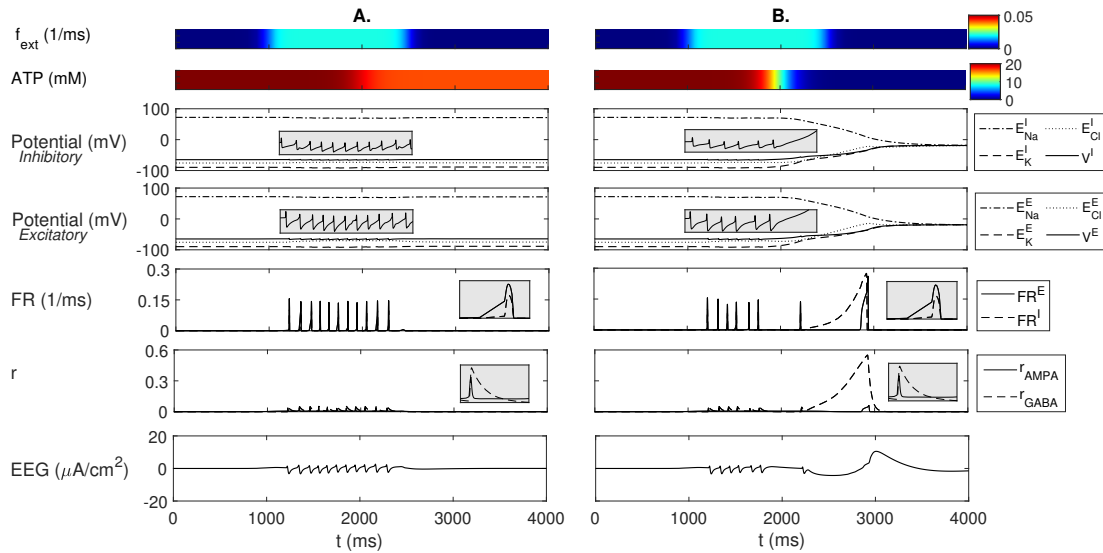 A.
B.
f_ext (1/ms)
0.05
0
ATP (mM)
20
10
0
Potential (mV)
Inhibitory
100
0
-100
E^I_Na
E^I_Cl
E^I_K
V^I
Potential (mV)
Excitatory
100
0
-100
E^E_Na
E^E_Cl
E^E_K
V^E
FR (1/ms)
0.3
0.15
0
FR^E
FR^I
r
0.6
0.3
0
r_AMPA
r_GABA
EEG (μA/cm^2)
20
0
-20
0 1000 2000 3000 4000
0 1000 2000 3000 4000
t (ms)
t (ms)